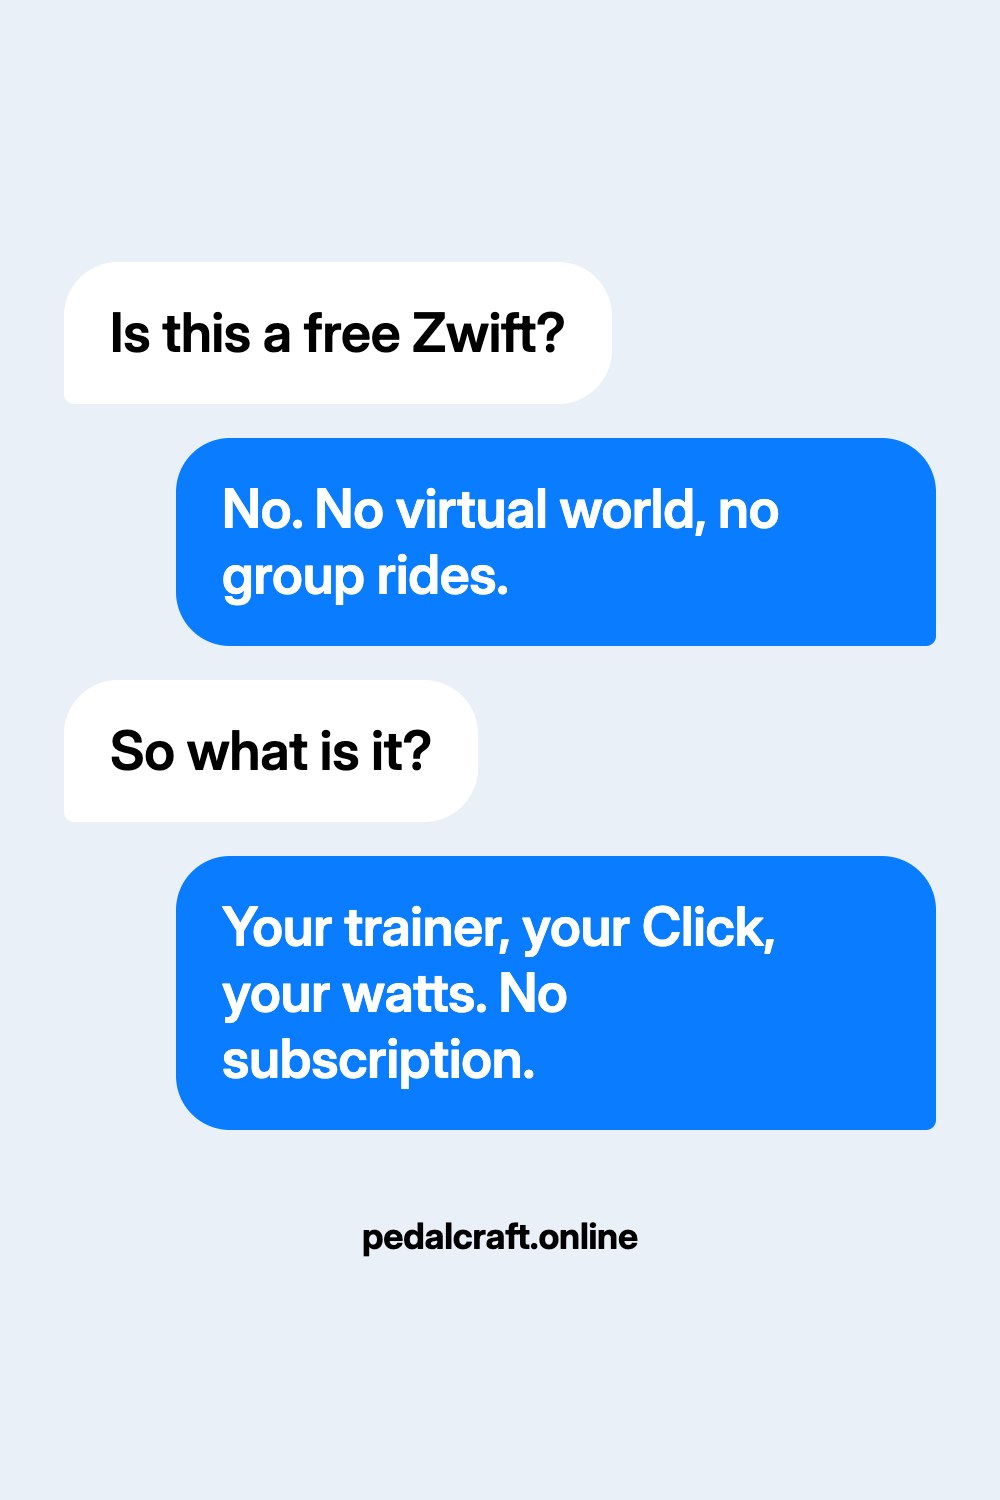 Is this a free Zwift?
No. No virtual world, no
group rides.
So what is it?
Your trainer, your Click,
your watts. No
subscription.
pedalcraft.online